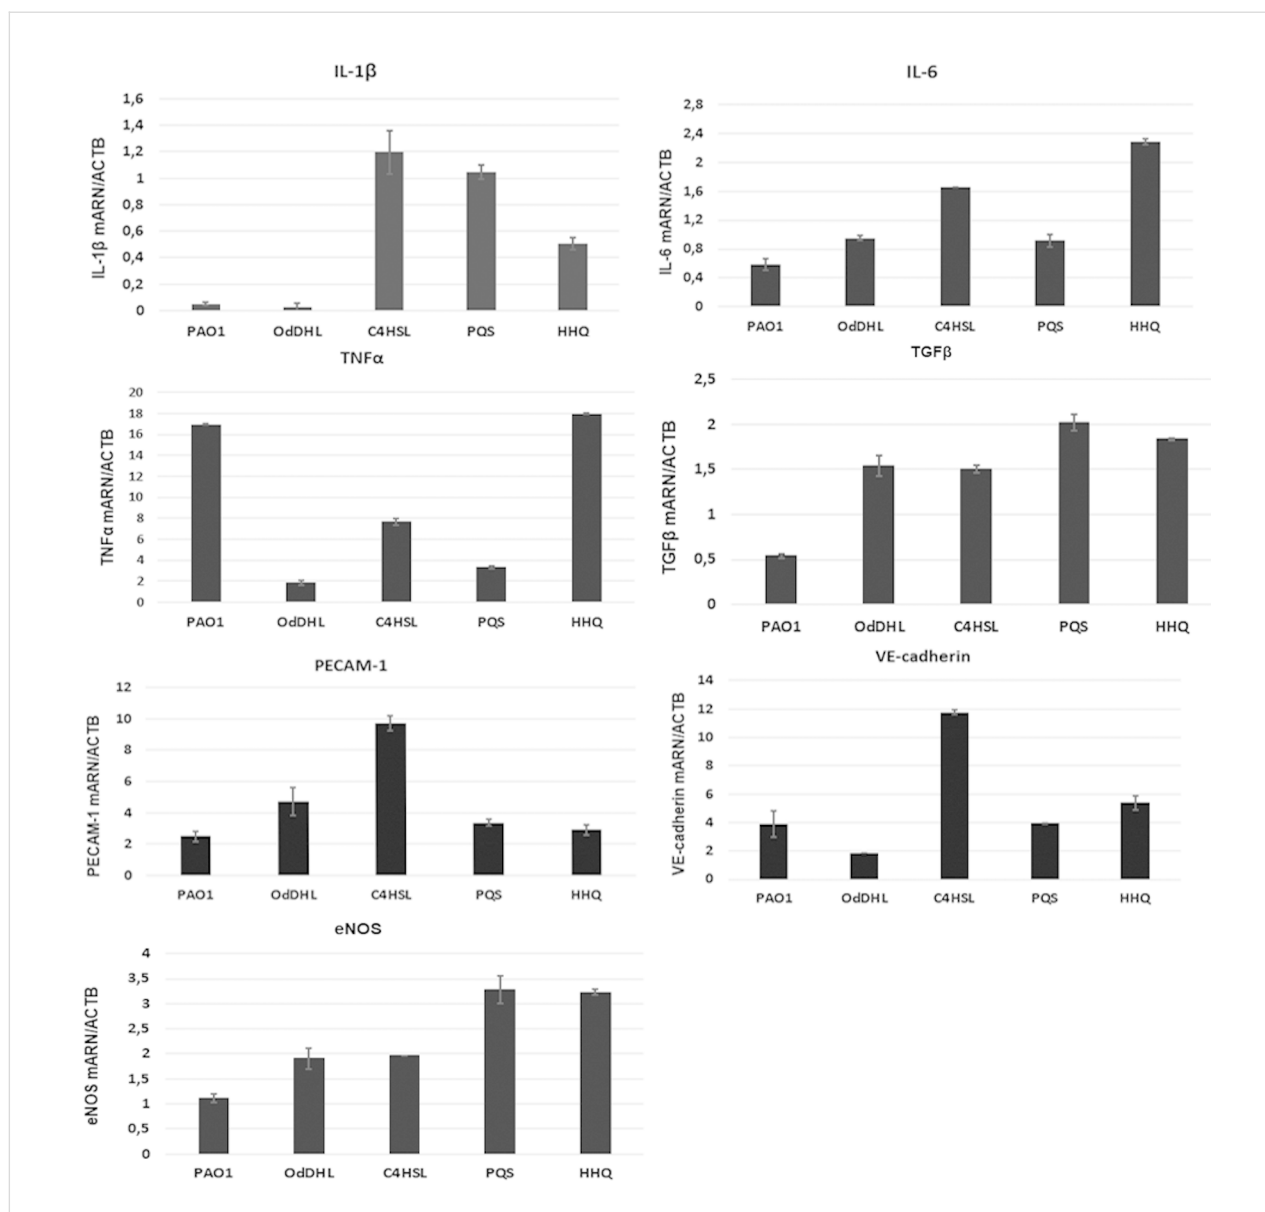 IL-1β
IL-1β mARN/ACTB
1,6
1,4
1,2
1
0,8
0,6
0,4
0,2
0
PAO1 OdDHL C4HSL PQS HHQ
IL-6
IL-6 mARN/ACTB
2,8
2,4
2
1,6
1,2
0,8
0,4
0
PAO1 OdDHL C4HSL PQS HHQ
TNFα
TNFα mARN/ACTB
20
18
16
14
12
10
8
6
4
2
0
PAO1 OdDHL C4HSL PQS HHQ
TGFβ
TGFβ mARN/ACTB
2,5
2
1,5
1
0,5
0
PAO1 OdDHL C4HSL PQS HHQ
PECAM-1
PECAM-1 mARN/ACTB
12
10
8
6
4
2
0
PAO1 OdDHL C4HSL PQS HHQ
VE-cadherin
VE-cadherin mARN/ACTB
14
12
10
8
6
4
2
0
PAO1 OdDHL C4HSL PQS HHQ
eNOS
eNOS mARN/ACTB
4
3,5
3
2,5
2
1,5
1
0,5
0
PAO1 OdDHL C4HSL PQS HHQ